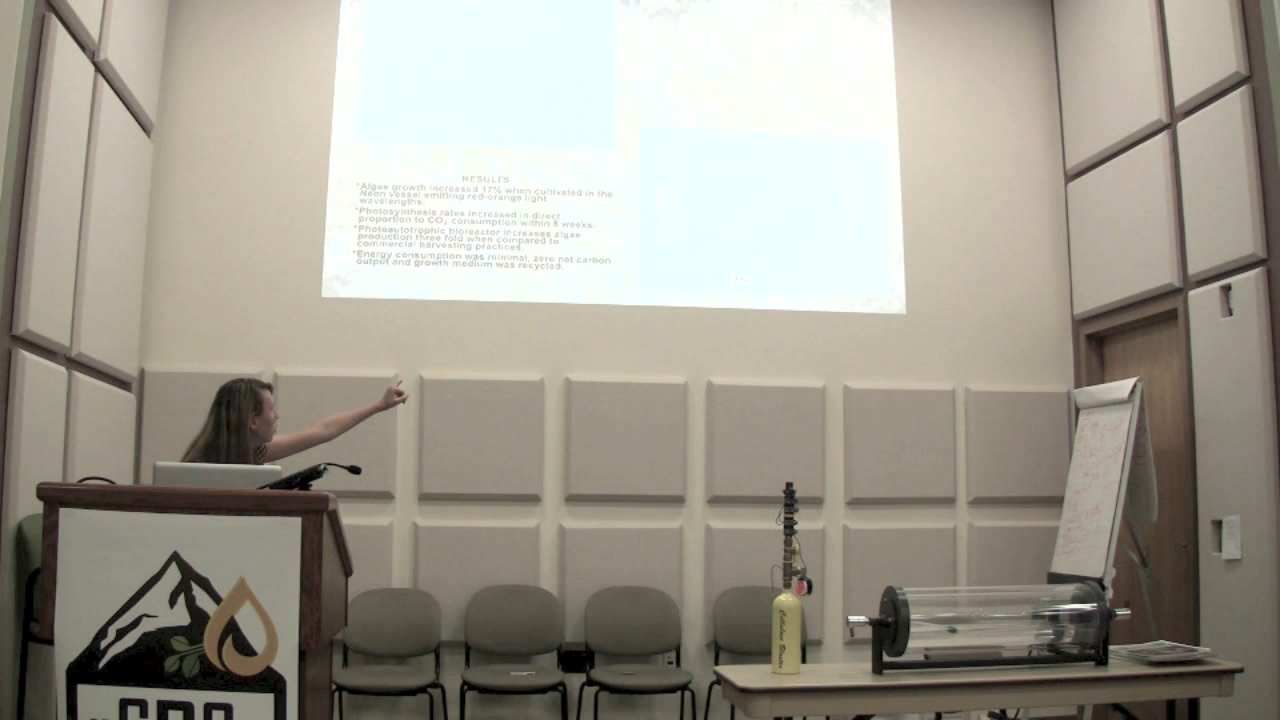 RESULTS
*Algae growth increased 17% when cultivated in the
Neon vessel emitting red-orange light
wavelengths.
*Photosynthesis rates increased in direct
proportion to CO₂ consumption within 8 weeks.
*Photoautotrophic bioreactor increases algae
production three fold when compared to
commercial harvesting practices.
*Energy consumption was minimal, zero net carbon
output and growth medium was recycled.